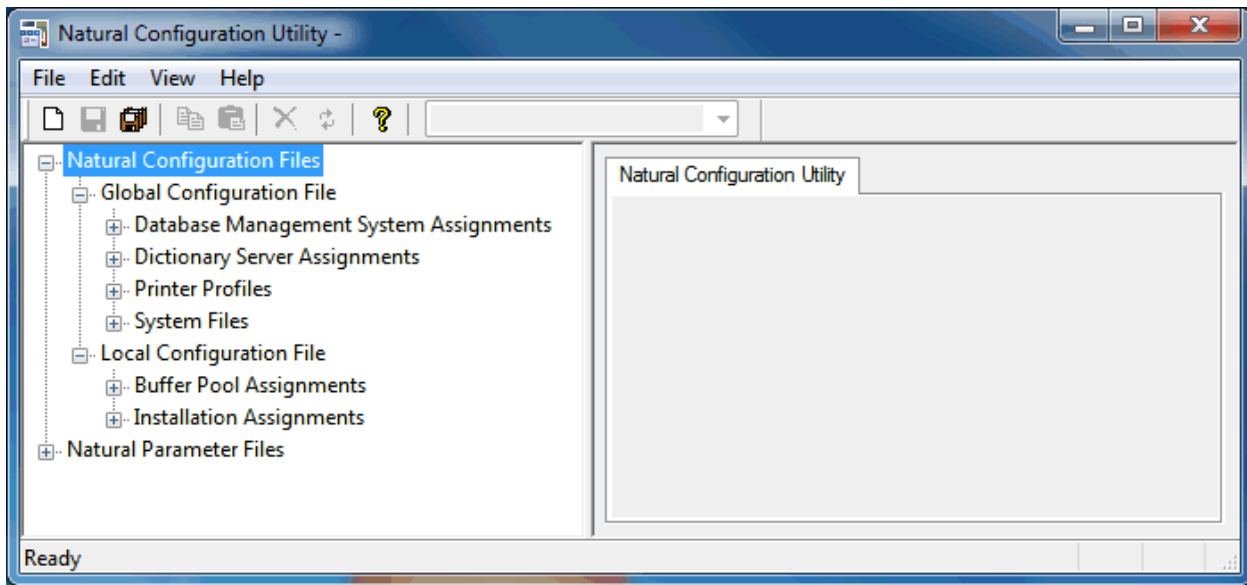 Natural Configuration Utility -
File Edit View Help
Natural Configuration Files
Global Configuration File
Database Management System Assignments
Dictionary Server Assignments
Printer Profiles
System Files
Local Configuration File
Buffer Pool Assignments
Installation Assignments
Natural Parameter Files
Natural Configuration Utility
Ready